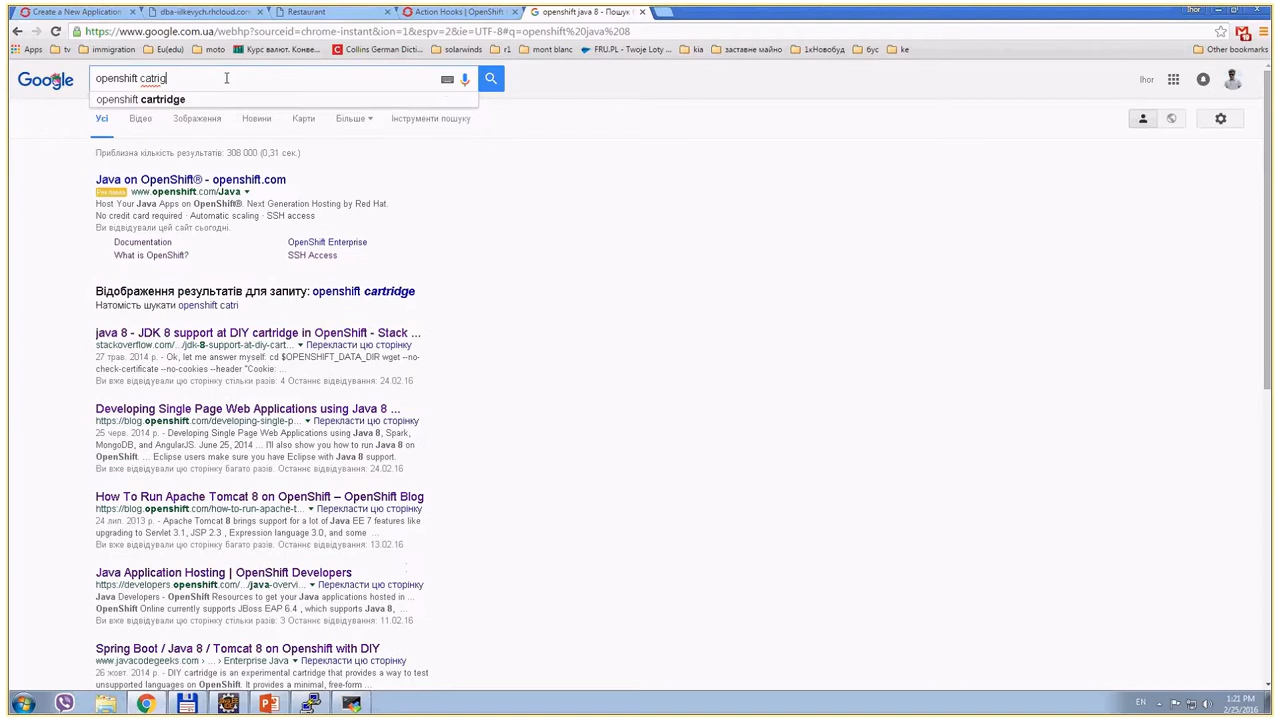 Create a New Application
dba-iilkevych.rhcloud.com
Restaurant
Action Hooks | OpenShift
openshift java 8 - Пошук
Ihor
https://www.google.com.ua/webhp?sourceid=chrome-instant&ion=1&espv=2&ie=UTF-8#q=openshift%20java%208
Apps tv immigration Eu(edu) moto Курс валют. Конве... Collins German Dictio... solarwinds r1 mont blanc FRU.PL - Twoje Loty ... kia заставне майно 1хНовобуд ke Other bookmarks
Google
openshift catrig
Ihor
openshift cartridge
Усі Відео Зображення Новини Карти Більше Інструменти пошуку
Приблизна кількість результатів: 308 000 (0,31 сек.)
Java on OpenShift® - openshift.com
Реклама www.openshift.com/Java
Host Your Java Apps on OpenShift®. Next Generation Hosting by Red Hat.
No credit card required · Automatic scaling · SSH access
Ви відвідували цей сайт сьогодні.
Documentation OpenShift Enterprise
What is OpenShift? SSH Access
Відображення результатів для запиту: openshift cartridge
Натомість шукати openshift catri
java 8 - JDK 8 support at DIY cartridge in OpenShift - Stack ...
stackoverflow.com/.../jdk-8-support-at-diy-cart... Перекласти цю сторінку
27 трав. 2014 р. - Ok, let me answer myself: cd $OPENSHIFT_DATA_DIR wget --no-
check-certificate --no-cookies --header "Cookie: ...
Ви вже відвідували цю сторінку стільки разів: 4 Останнє відвідування: 24.02.16
Developing Single Page Web Applications using Java 8 ...
https://blog.openshift.com/developing-single-p... Перекласти цю сторінку
25 черв. 2014 р. - Developing Single Page Web Applications using Java 8, Spark,
MongoDB, and AngularJS. June 25, 2014 ... I'll also show you how to run Java 8 on
OpenShift. ... Eclipse users make sure you have Eclipse with Java 8 support.
Ви вже відвідували цю сторінку багато разів. Останнє відвідування: 24.02.16
How To Run Apache Tomcat 8 on OpenShift – OpenShift Blog
https://blog.openshift.com/how-to-run-apache-t... Перекласти цю сторінку
24 лип. 2013 р. - Apache Tomcat 8 brings support for a lot of Java EE 7 features like
upgrading to Servlet 3.1, JSP 2.3 , Expression language 3.0, and some ...
Ви вже відвідували цю сторінку багато разів. Останнє відвідування: 13.02.16
Java Application Hosting | OpenShift Developers
https://developers.openshift.com/.../java-overvi... Перекласти цю сторінку
Java Developers - OpenShift Resources to get your Java applications hosted in ...
OpenShift Online currently supports JBoss EAP 6.4 , which supports Java 8, ...
Ви вже відвідували цю сторінку стільки разів: 3 Останнє відвідування: 11.02.16
Spring Boot / Java 8 / Tomcat 8 on Openshift with DIY
www.javacodegeeks.com › ... › Enterprise Java Перекласти цю сторінку
26 жовт. 2014 р. - DIY cartridge is an experimental cartridge that provides a way to test
unsupported languages on OpenShift. It provides a minimal, free-form ...
EN
1:21 PM
2/25/2016